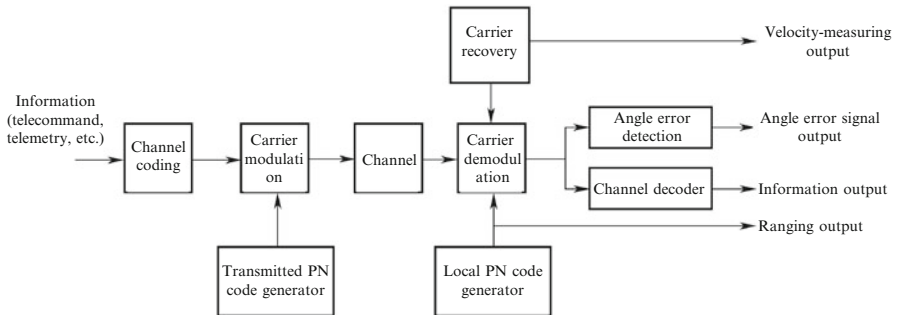 Carrier
recovery
Velocity-measuring
output
Information
(telecommand,
telemetry, etc.)
Channel
coding
Carrier
modulati
on
Channel
Carrier
demodul
ation
Angle error
detection
Angle error signal
output
Channel decoder
Information output
Ranging output
Transmitted PN
code generator
Local PN code
generator